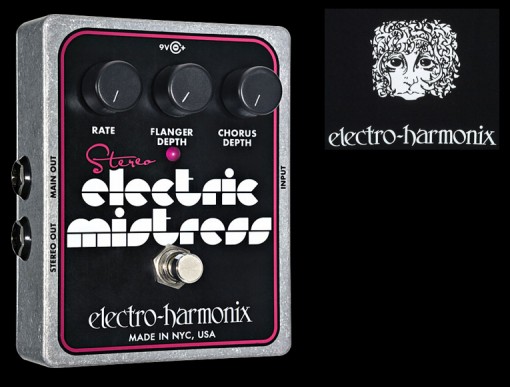 9V +
RATE
FLANGER
DEPTH
CHORUS
DEPTH
Stereo
electric
mistress
MAIN OUT
STEREO OUT
INPUT
electro-harmonix
MADE IN NYC, USA
electro-harmonix